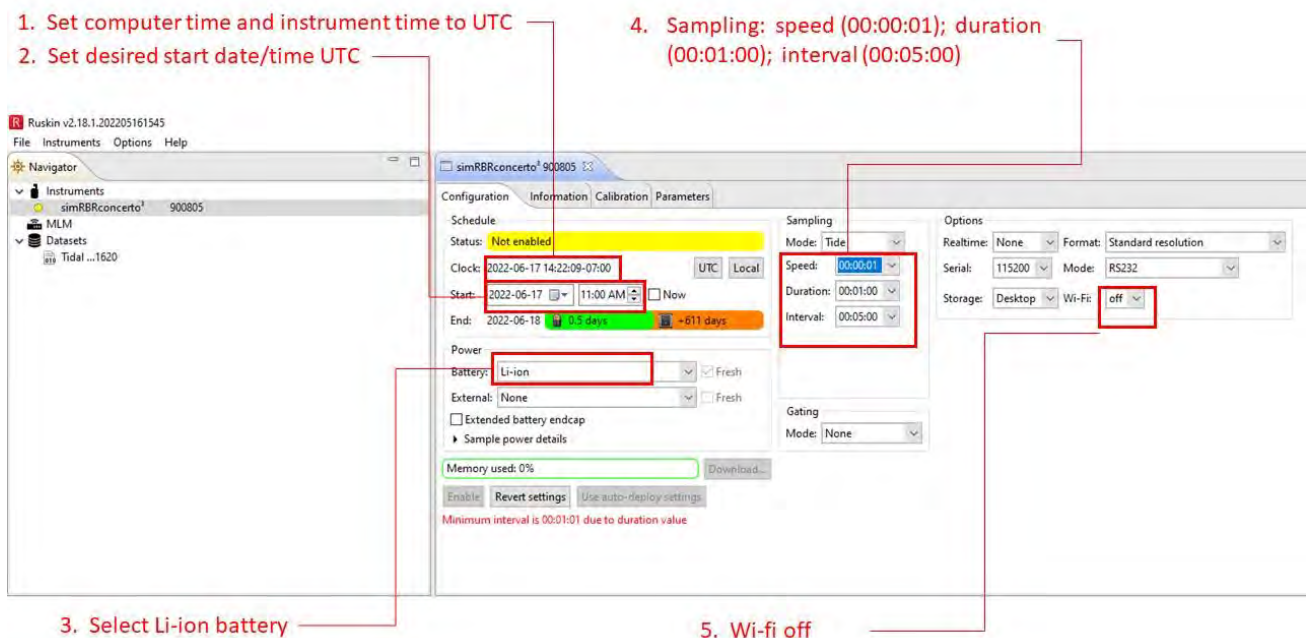 1. Set computer time and instrument time to UTC
2. Set desired start date/time UTC
4. Sampling: speed (00:00:01); duration
(00:01:00); interval (00:05:00)
R Ruskin v2.18.1.202205161545
File Instruments Options Help
Navigator
Instruments
simRBRconcerto³ 900805
MLM
Datasets
Tidal ...1620
simRBRconcerto³ 900805
Configuration Information Calibration Parameters
Schedule
Status: Not enabled
Clock: 2022-06-17 14:22:09-07:00 UTC Local
Start: 2022-06-17 11:00 AM Now
End: 2022-06-18 0.5 days +611 days
Power
Battery: Li-ion Fresh
External: None Fresh
Extended battery endcap
Sample power details
Memory used: 0% Download...
Enable Revert settings Use auto-deploy settings
Minimum interval is 00:01:01 due to duration value
Sampling
Mode: Tide
Speed: 00:00:01
Duration: 00:01:00
Interval: 00:05:00
Gating
Mode: None
Options
Realtime: None Format: Standard resolution
Serial: 115200 Mode: RS232
Storage: Desktop Wi-Fi: off
3. Select Li-ion battery
5. Wi-fi off